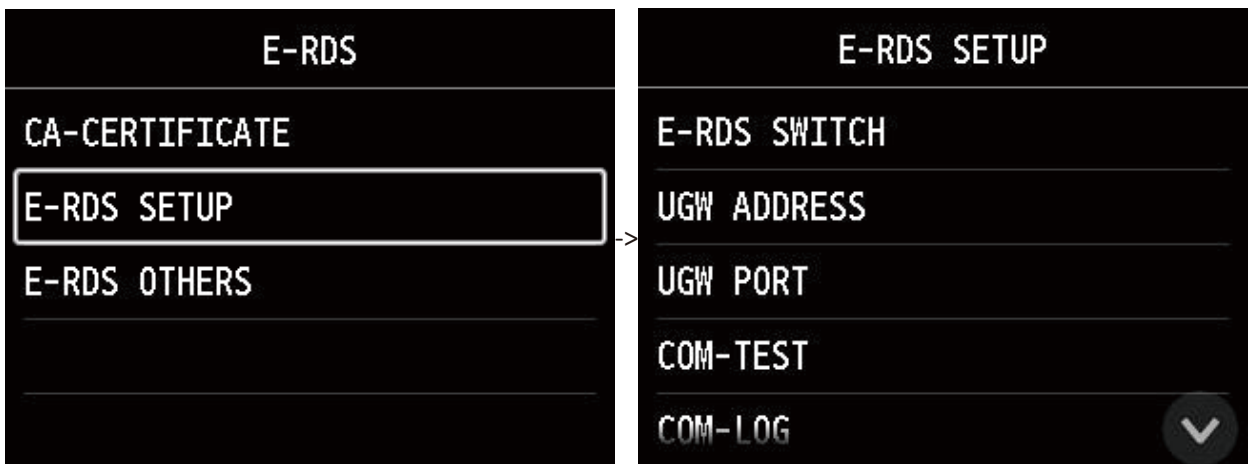 E-RDS
CA-CERTIFICATE
E-RDS SETUP
E-RDS OTHERS
->
E-RDS SETUP
E-RDS SWITCH
UGW ADDRESS
UGW PORT
COM-TEST
COM-LOG